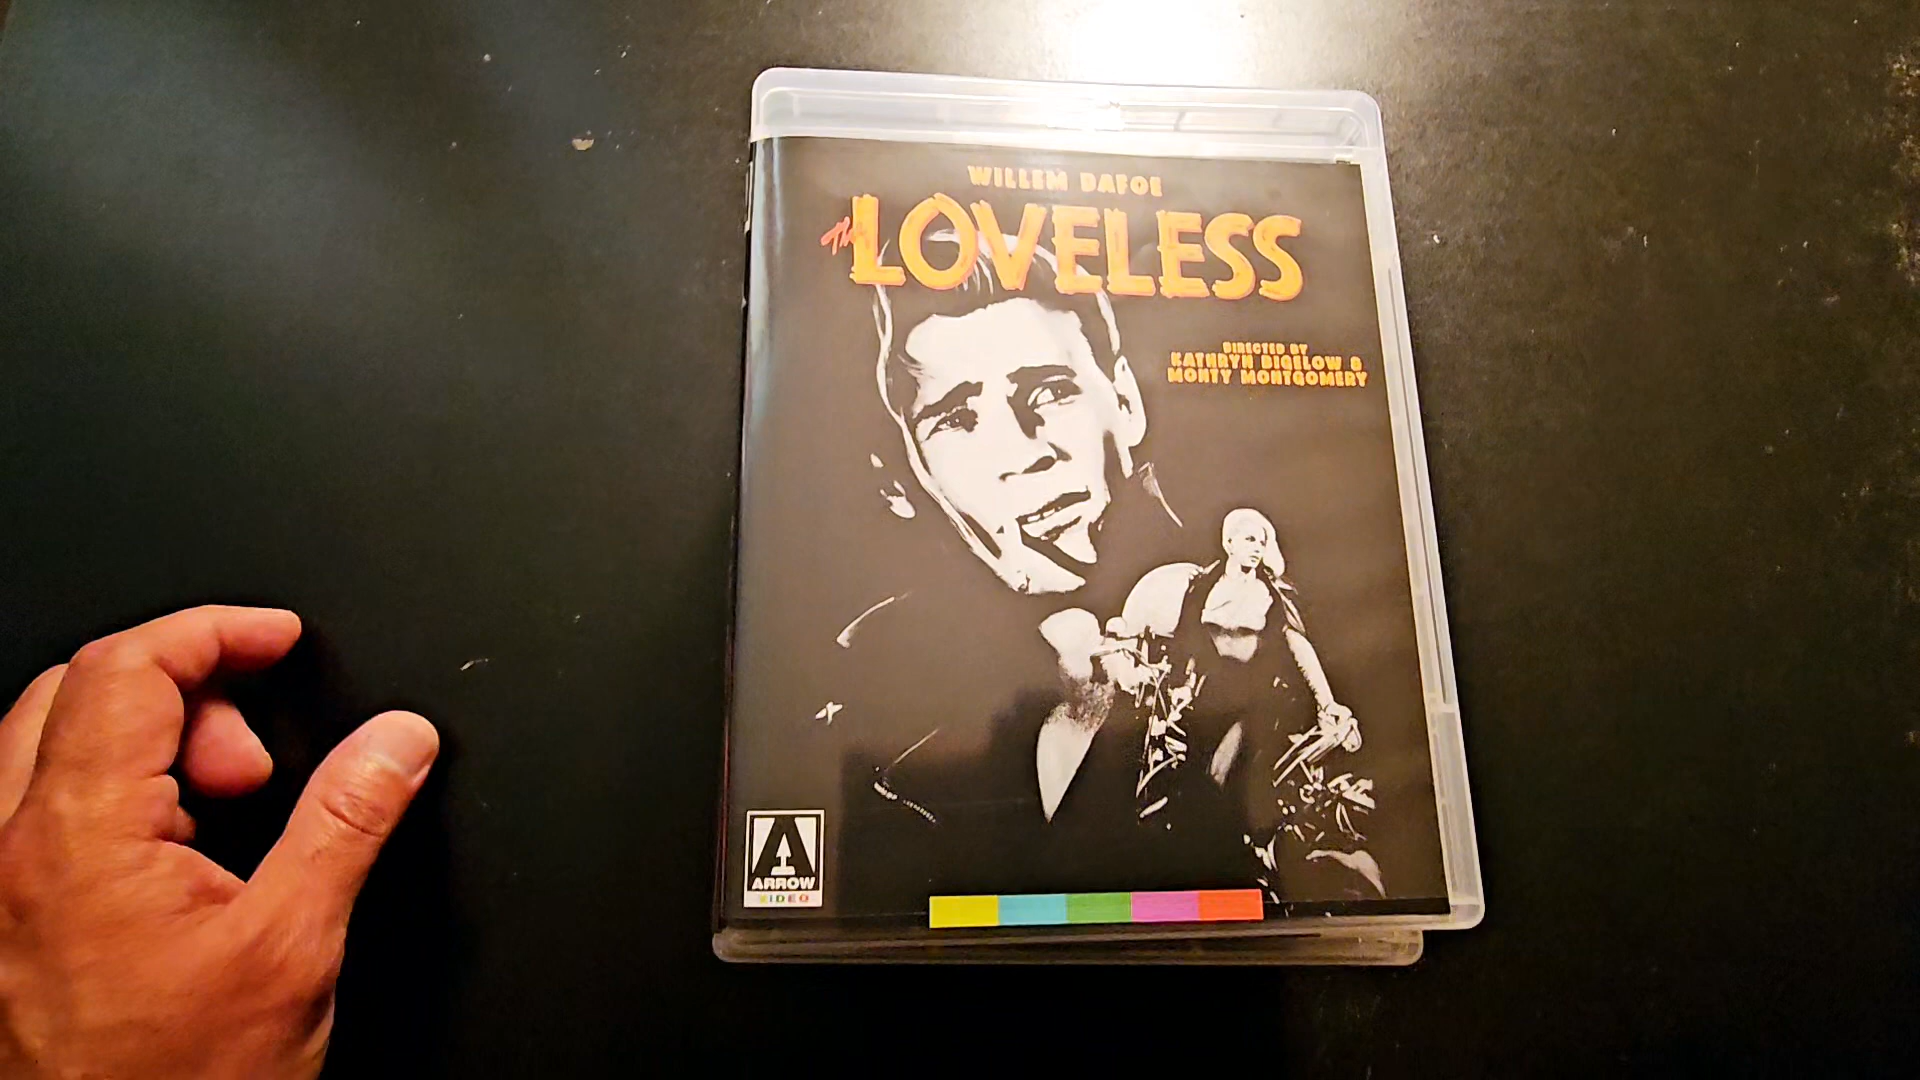 WILLEM DAFOE
The LOVELESS
DIRECTED BY
KATHRYN BIGELOW &
MONTY MONTGOMERY
ARROW
VIDEO